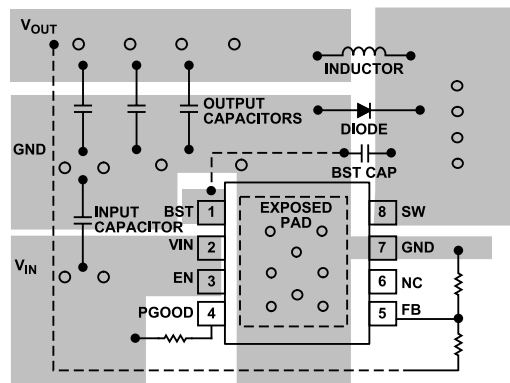 VOUT
INDUCTOR
OUTPUT
CAPACITORS
DIODE
GND
BST CAP
INPUT
CAPACITOR
BST
1
EXPOSED
PAD
8
SW
VIN
2
7
GND
VIN
EN
3
6
NC
PGOOD
4
5
FB